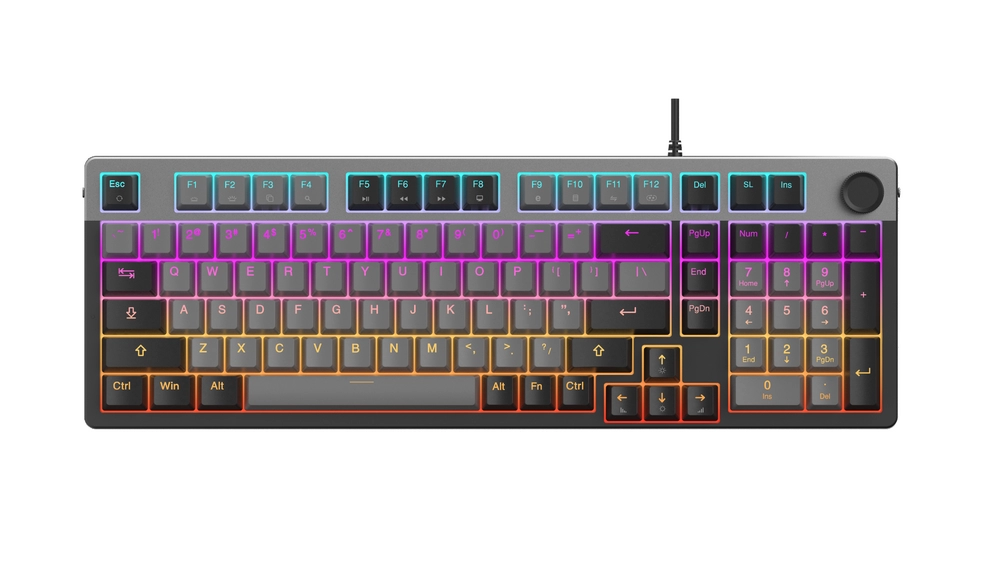 Esc F1 F2 F3 F4 F5 F6 F7 F8 F9 F10 F11 F12 Del SL Ins
~ 1! 2@ 3# 4$ 5% 6^ 7& 8* 9( 0) -— =+ ← PgUp Num / * −
↹ Q W E R T Y U I O P [{ ]} |\ End 7 Home 8 ↑ 9 PgUp +
A S D F G H J K L ;: '" ↵ PgDn 4 ← 5 6 →
⇧ Z X C V B N M <, >. ?/ ⇧ ↑ 1 End 2 ↓ 3 PgDn ↵
Ctrl Win Alt — Alt Fn Ctrl ← ↓ → 0 Ins . Del